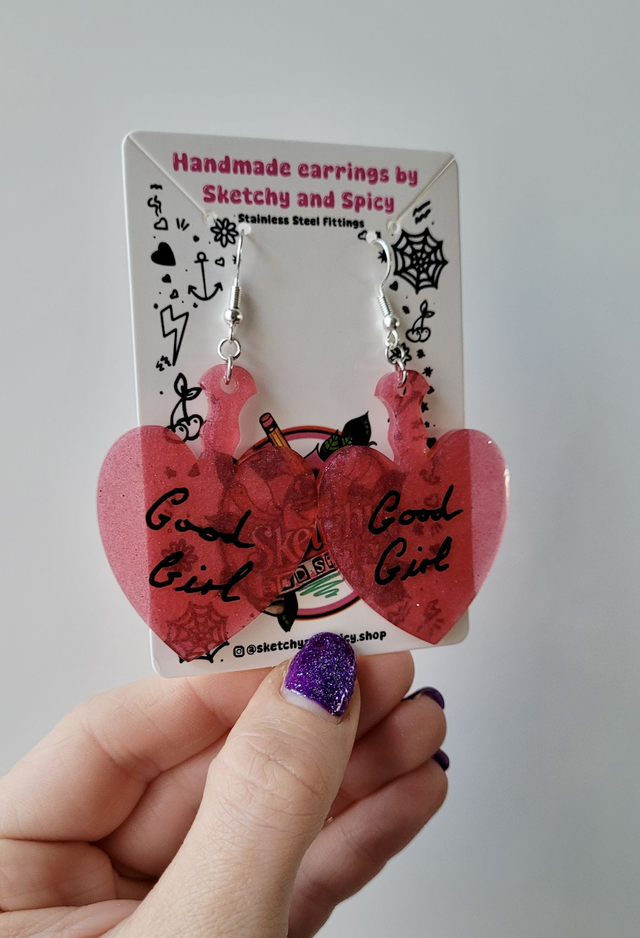 Handmade earrings by
Sketchy and Spicy
Stainless Steel Fittings
Good
Girl
Good
Girl